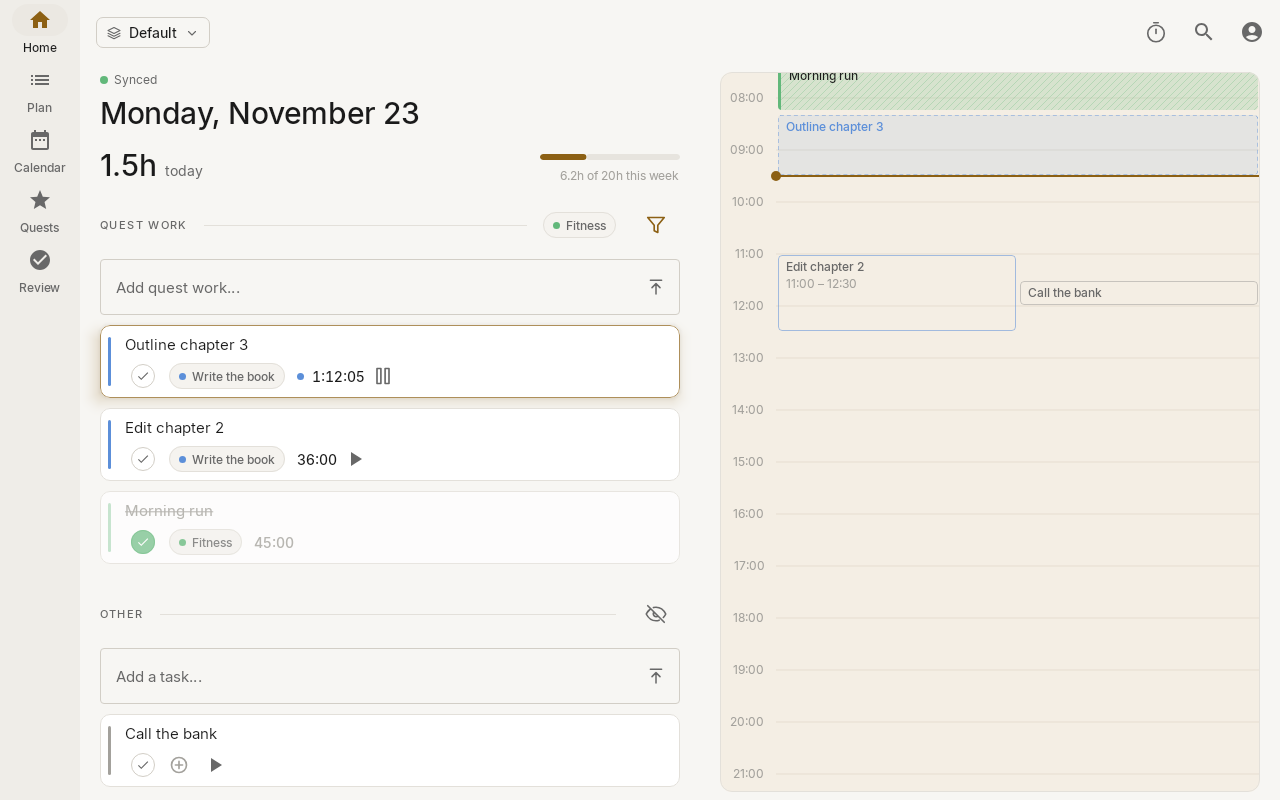 Home
Plan
Calendar
Quests
Review
Default
Synced
Monday, November 23
1.5h today
6.2h of 20h this week
QUEST WORK
Fitness
Add quest work...
Outline chapter 3
Write the book
1:12:05
Edit chapter 2
Write the book
36:00
Morning run
Fitness
45:00
OTHER
Add a task...
Call the bank
Morning run
08:00
Outline chapter 3
09:00
10:00
11:00
Edit chapter 2
11:00 – 12:30
Call the bank
12:00
13:00
14:00
15:00
16:00
17:00
18:00
19:00
20:00
21:00